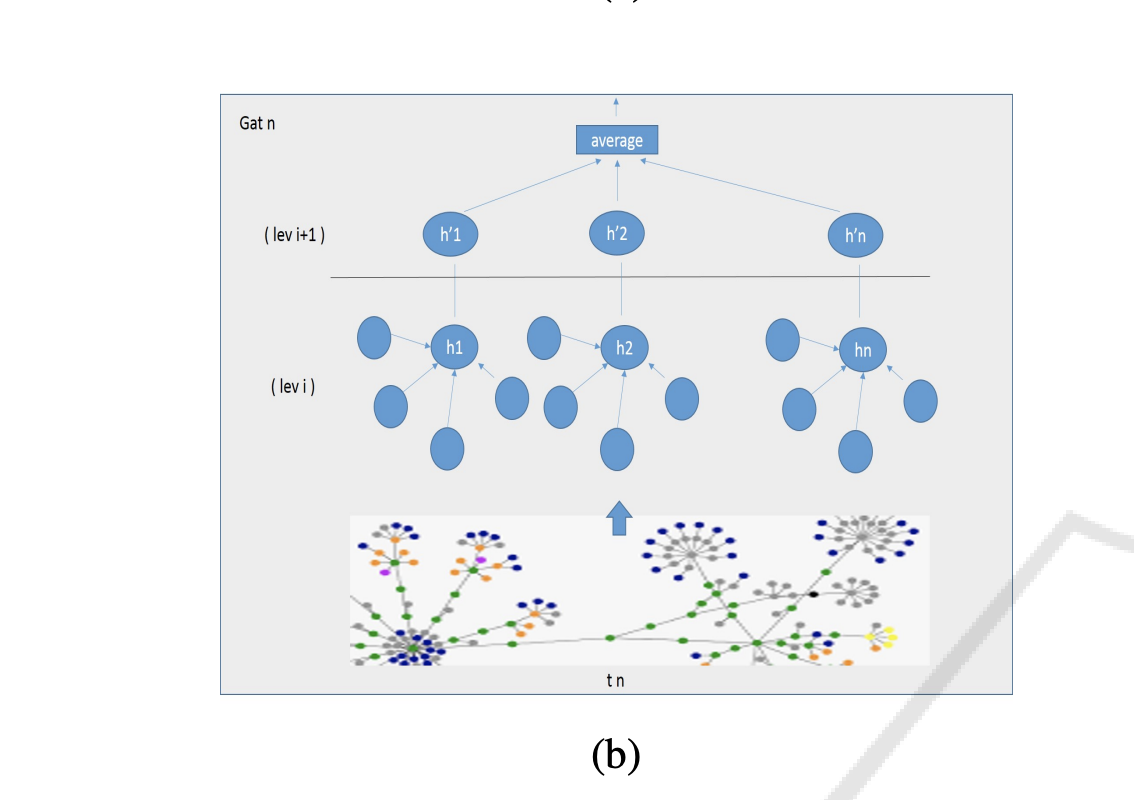 Gat n
average
( lev i+1 )
h'1
h'2
h'n
h1
h2
hn
( lev i )
t n
(b)